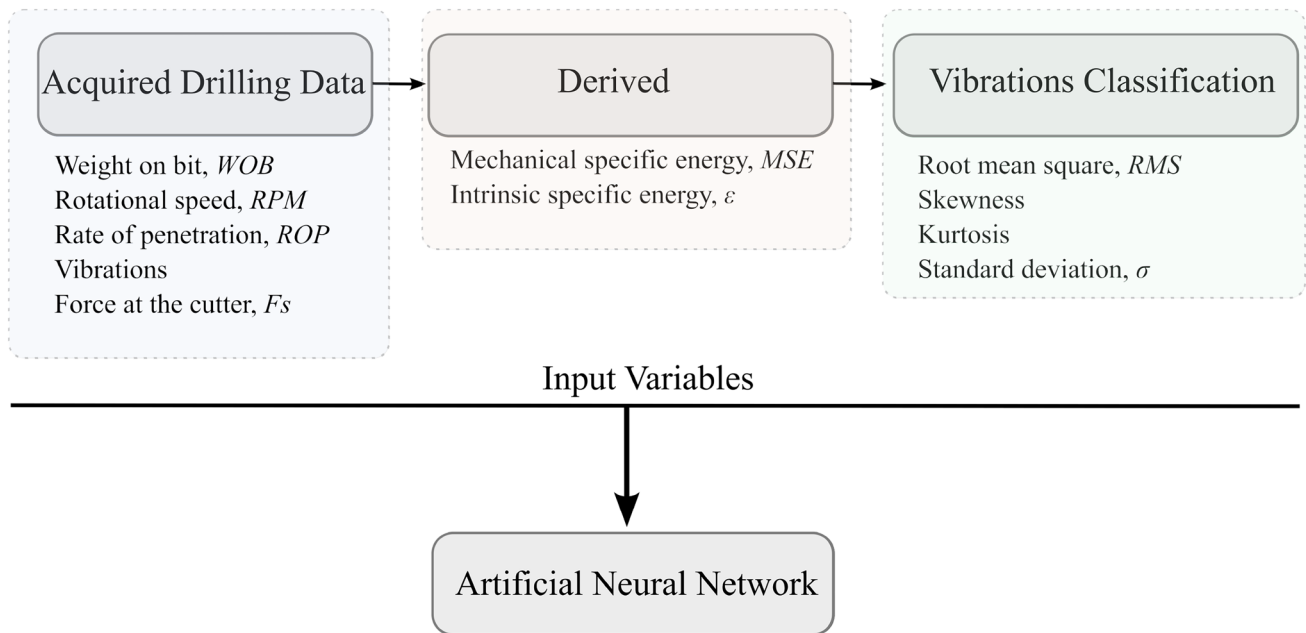 Acquired Drilling Data
Weight on bit, WOB
Rotational speed, RPM
Rate of penetration, ROP
Vibrations
Force at the cutter, Fs
Derived
Mechanical specific energy, MSE
Intrinsic specific energy, ε
Vibrations Classification
Root mean square, RMS
Skewness
Kurtosis
Standard deviation, σ
Input Variables
Artificial Neural Network